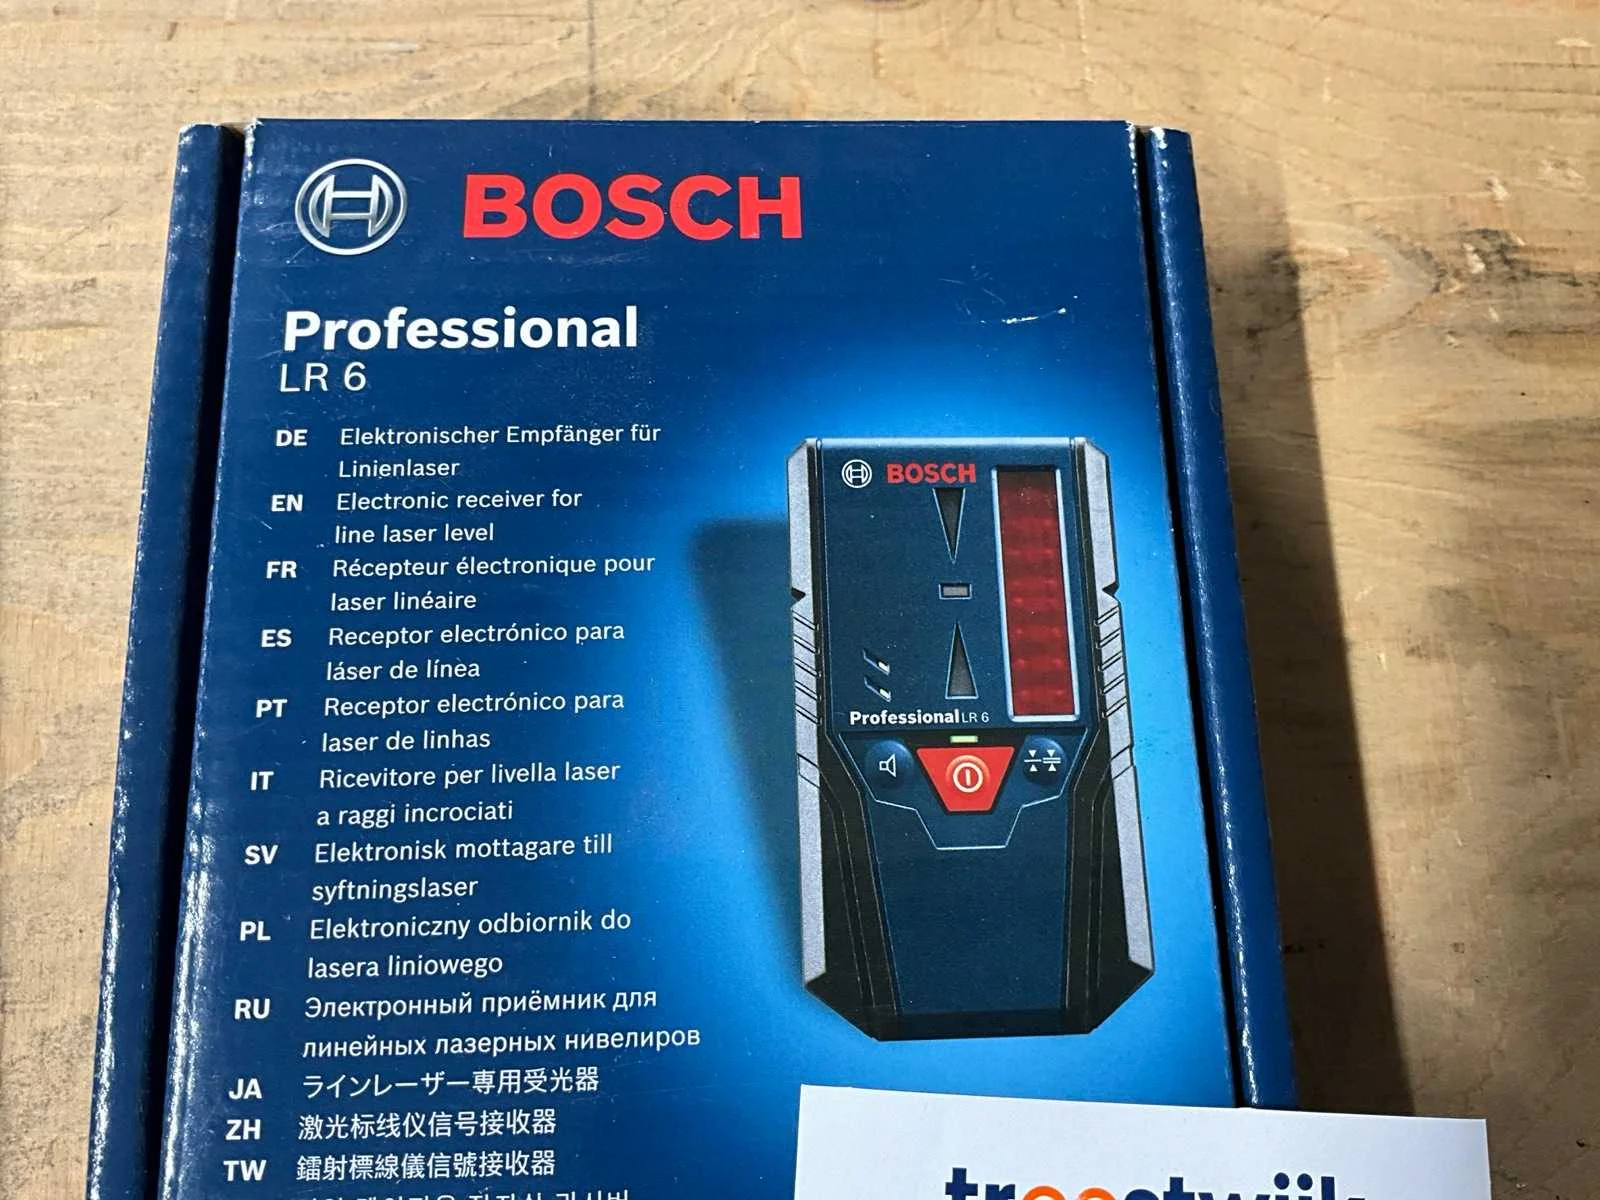 BOSCH
Professional
LR 6
DE Elektronischer Empfänger für
Linienlaser
EN Electronic receiver for
line laser level
FR Récepteur électronique pour
laser linéaire
ES Receptor electrónico para
láser de línea
PT Receptor electrónico para
laser de linhas
IT Ricevitore per livella laser
a raggi incrociati
SV Elektronisk mottagare till
syftningslaser
PL Elektroniczny odbiornik do
lasera liniowego
RU Электронный приёмник для
линейных лазерных нивелиров
JA ラインレーザー専用受光器
ZH 激光标线仪信号接收器
TW 鐳射標線儀信號接收器
BOSCH
Professional LR 6
troostwijk